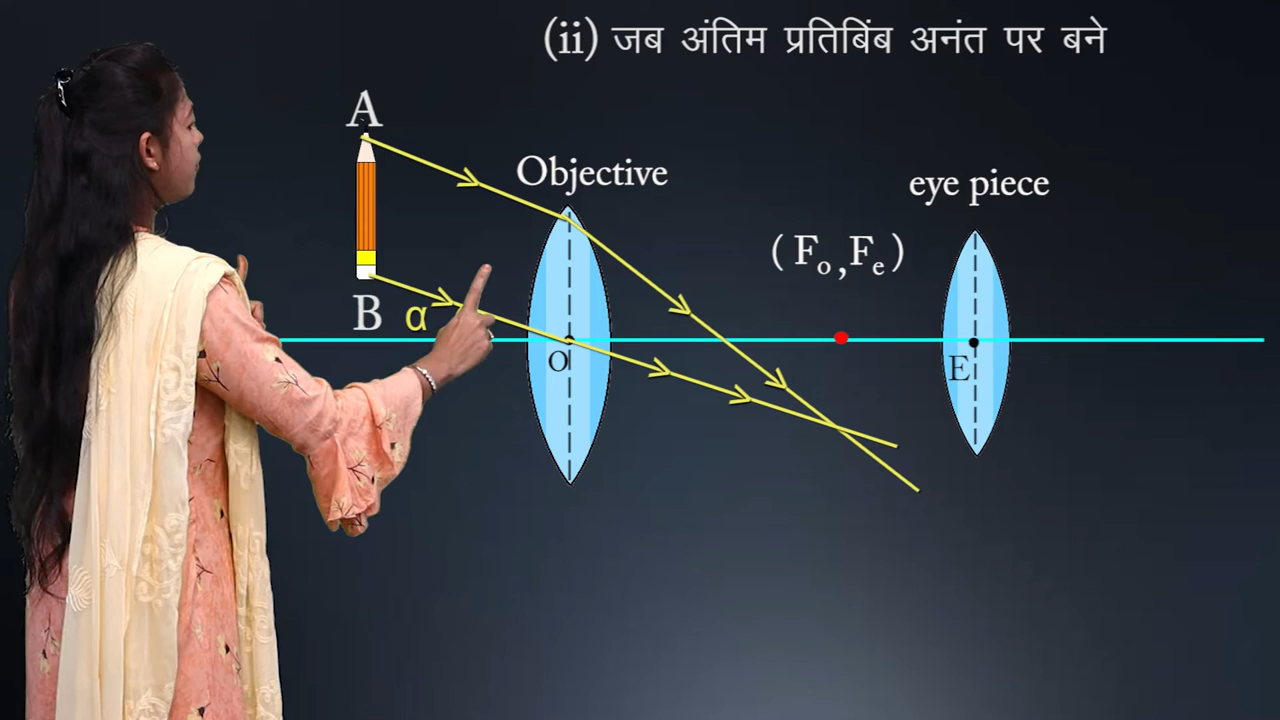 (ii) जब अंतिम प्रतिबिंब अनंत पर बने
A
Objective
eye piece
(Fo,Fe)
B
α
O
E